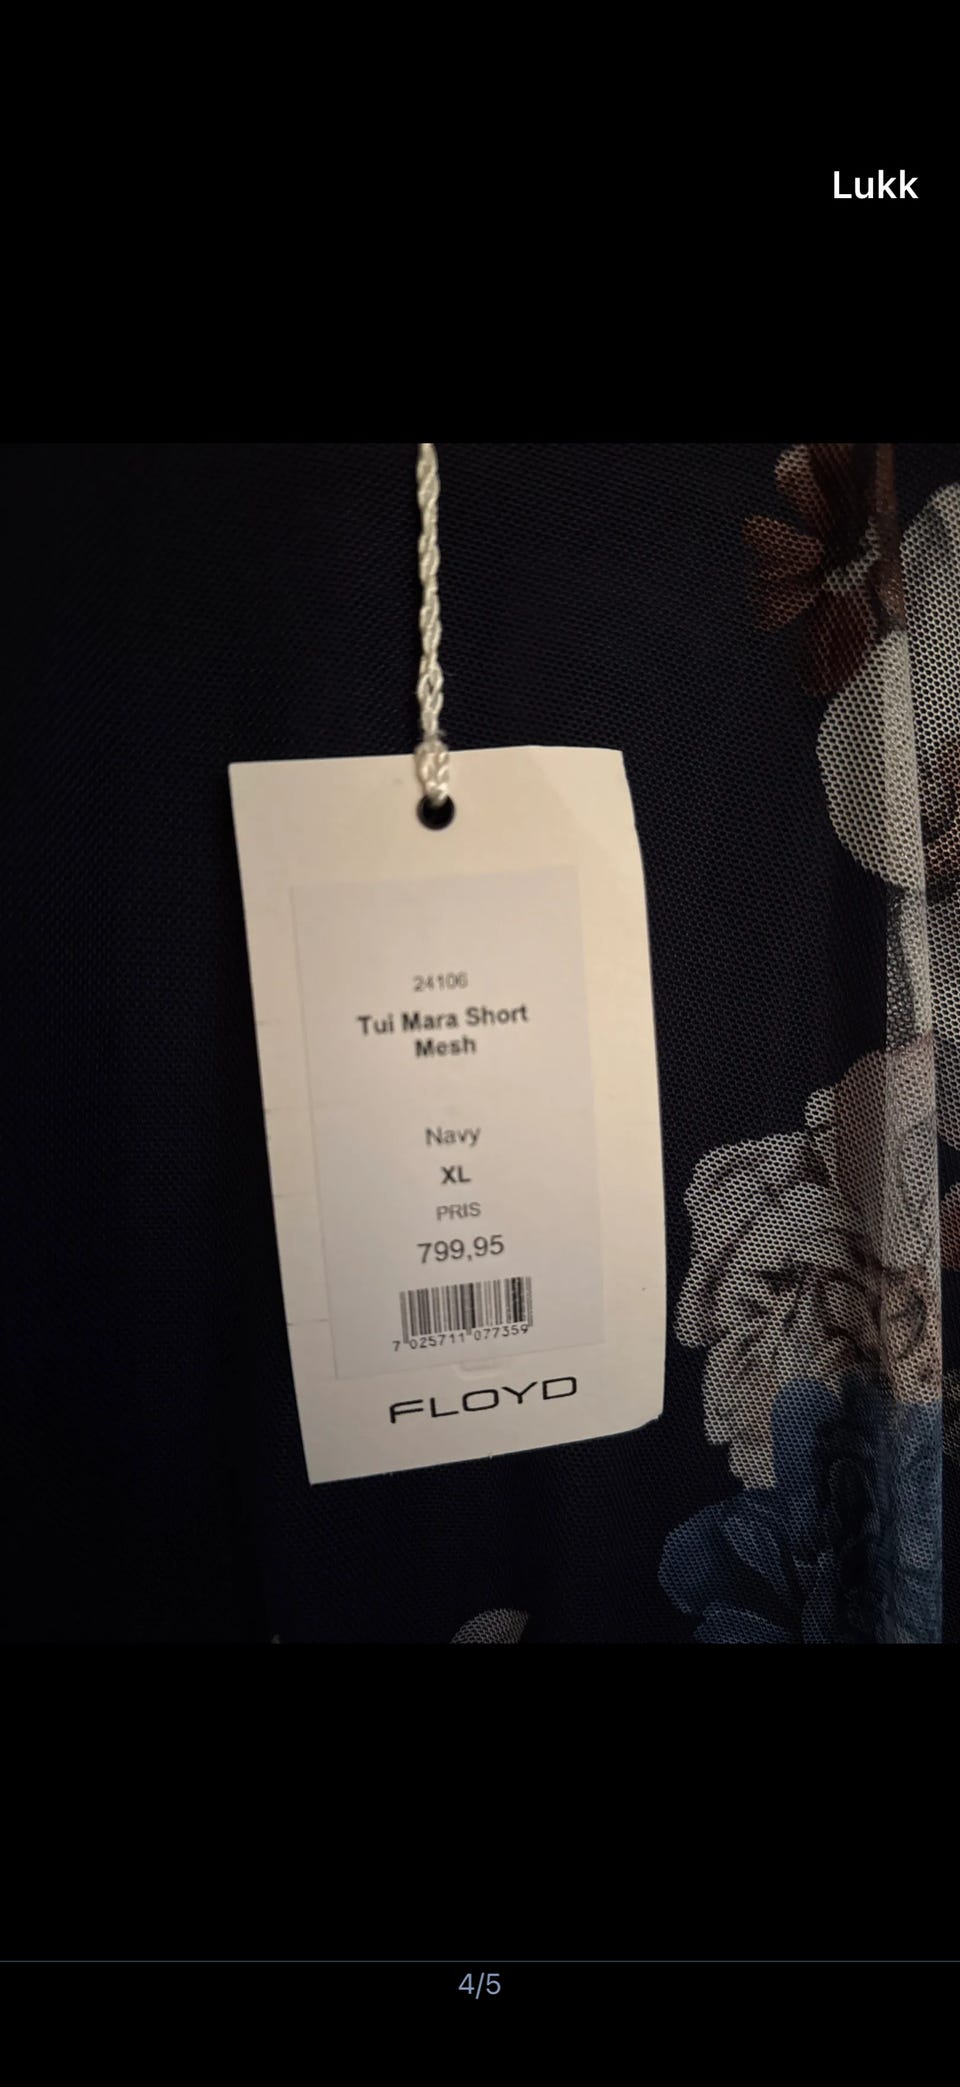 Lukk
24106
Tui Mara Short
Mesh
Navy
XL
PRIS
799,95
7 025711 077359
FLOYD
4/5